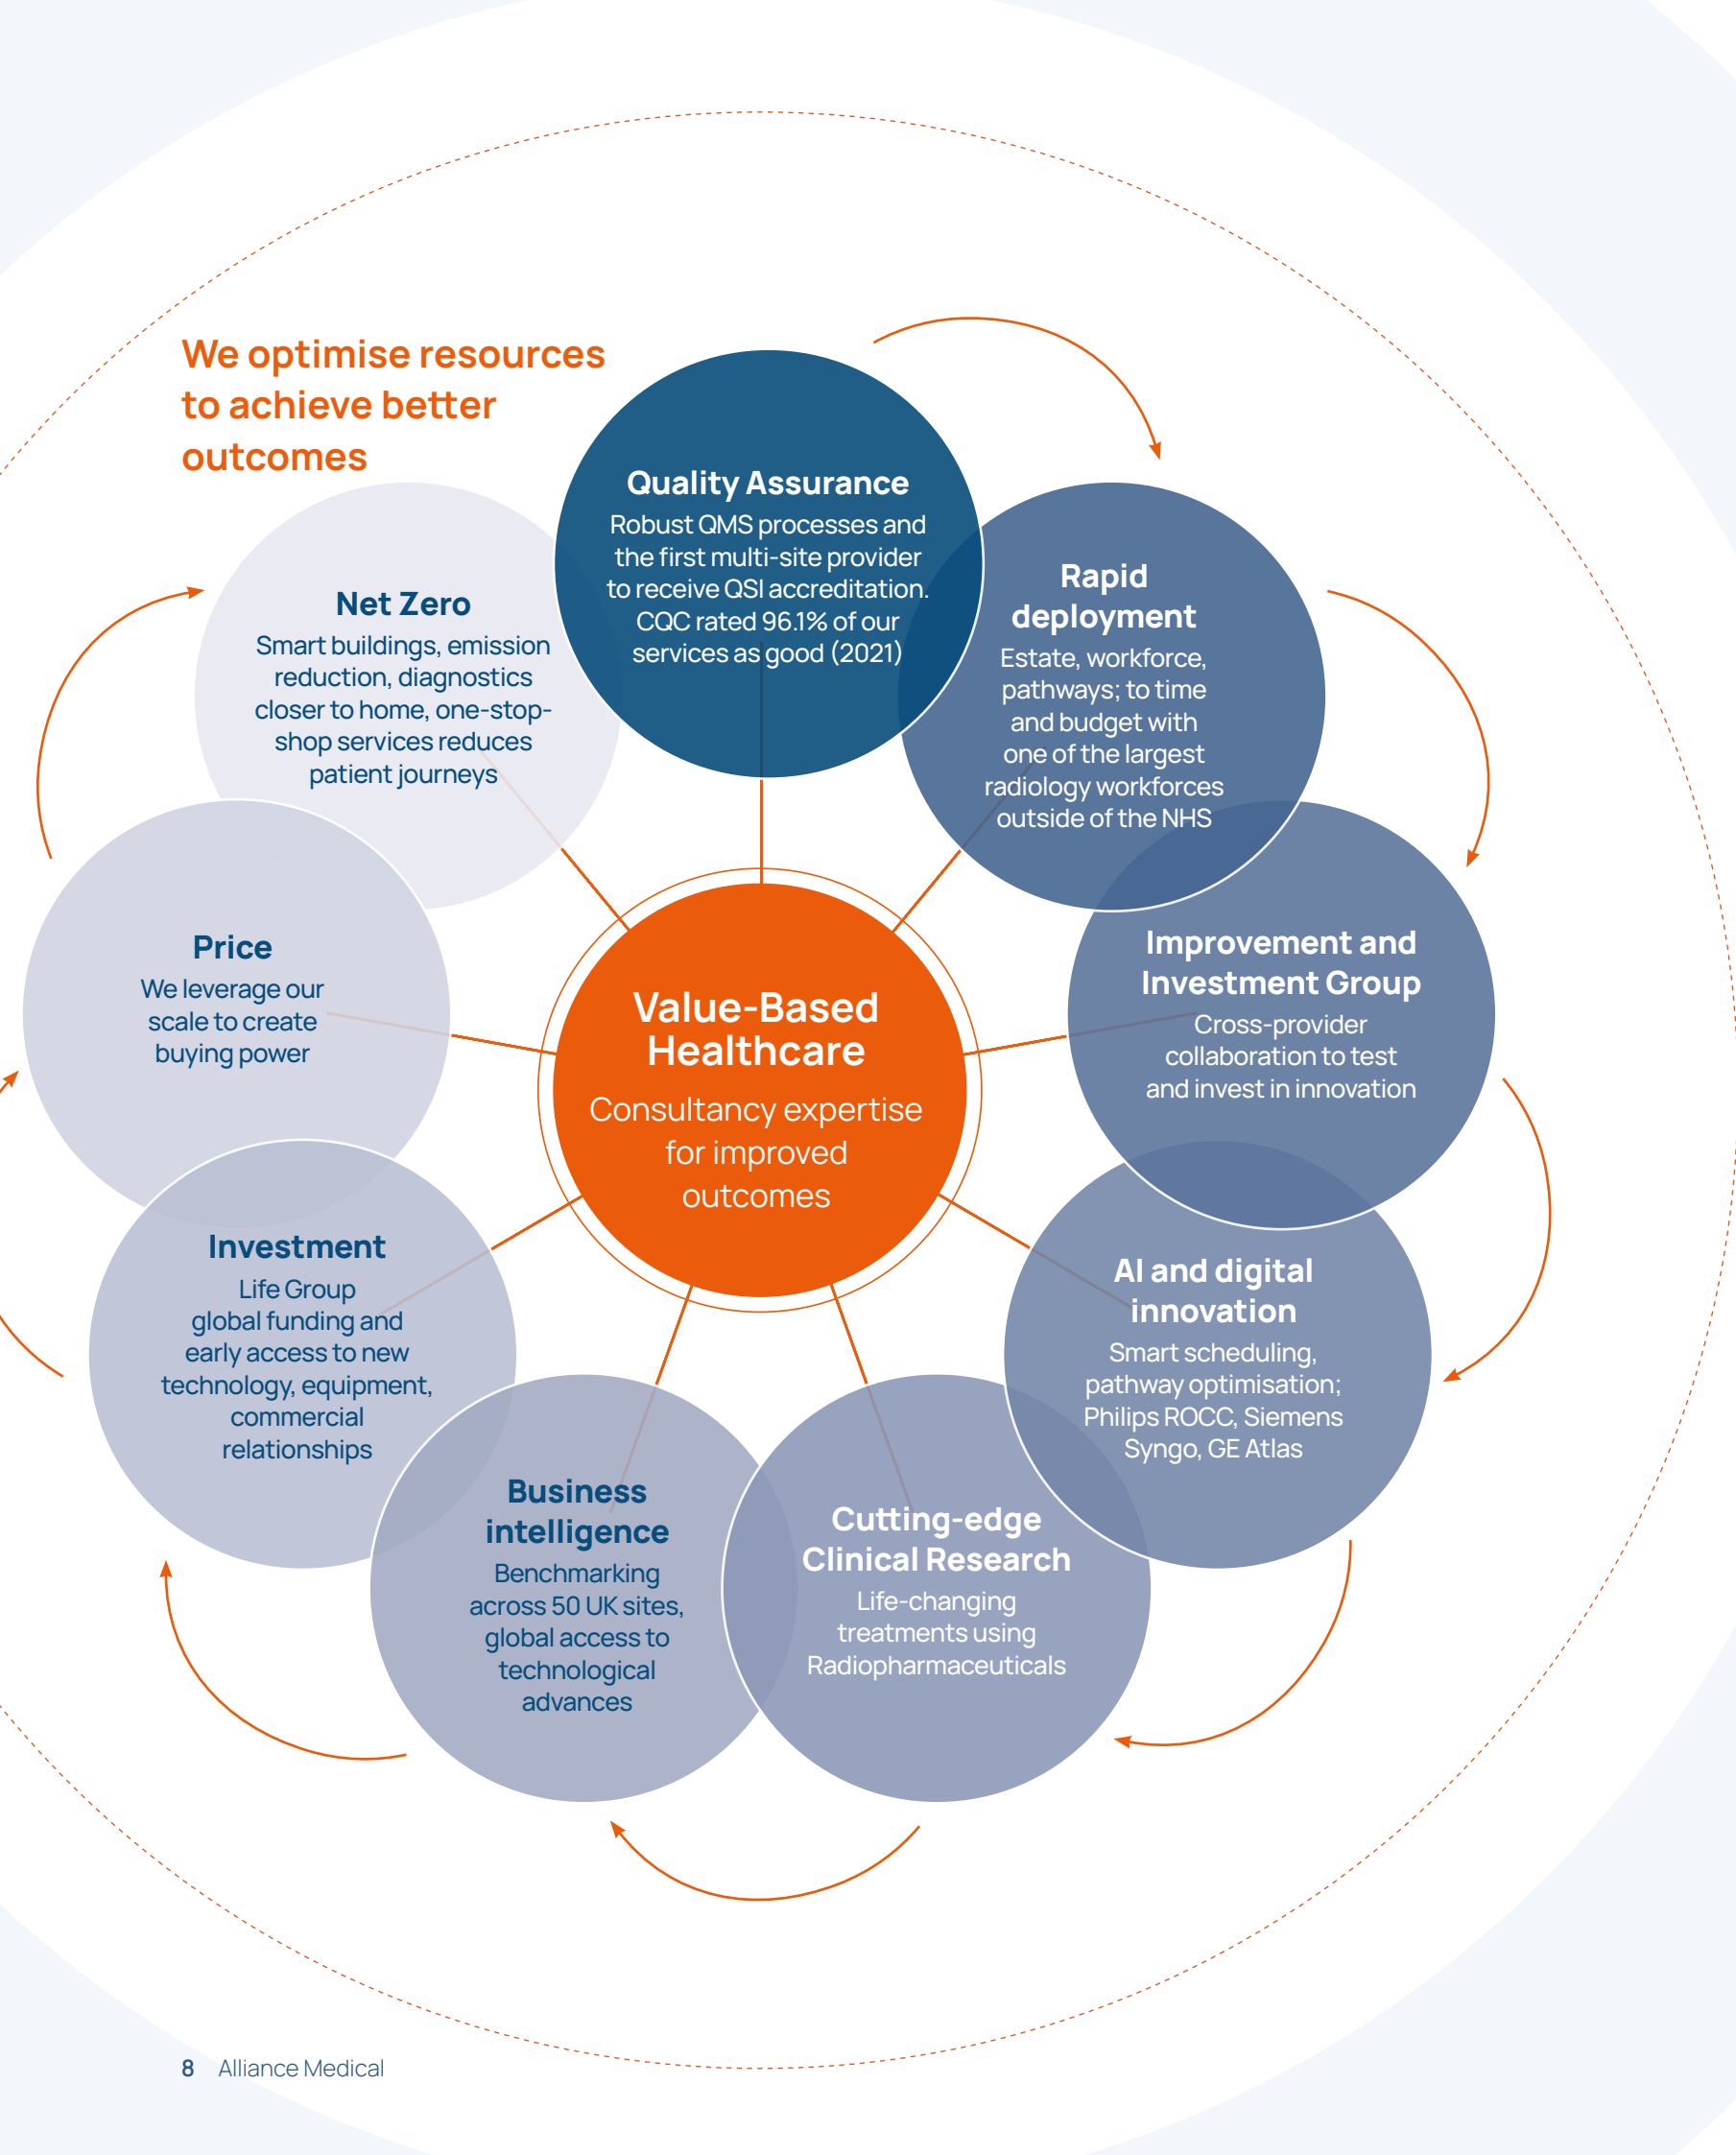 We optimise resources
to achieve better
outcomes
Quality Assurance
Robust QMS processes and
the first multi-site provider
to receive QSI accreditation.
CQC rated 96.1% of our
services as good (2021)
Rapid
deployment
Estate, workforce,
pathways; to time
and budget with
one of the largest
radiology workforces
outside of the NHS
Improvement and
Investment Group
Cross-provider
collaboration to test
and invest in innovation
AI and digital
innovation
Smart scheduling,
pathway optimisation;
Philips ROCC, Siemens
Syngo, GE Atlas
Cutting-edge
Clinical Research
Life-changing
treatments using
Radiopharmaceuticals
Business
intelligence
Benchmarking
across 50 UK sites,
global access to
technological
advances
Investment
Life Group
global funding and
early access to new
technology, equipment,
commercial
relationships
Price
We leverage our
scale to create
buying power
Net Zero
Smart buildings, emission
reduction, diagnostics
closer to home, one-stop-
shop services reduces
patient journeys
Value-Based
Healthcare
Consultancy expertise
for improved
outcomes
8 Alliance Medical